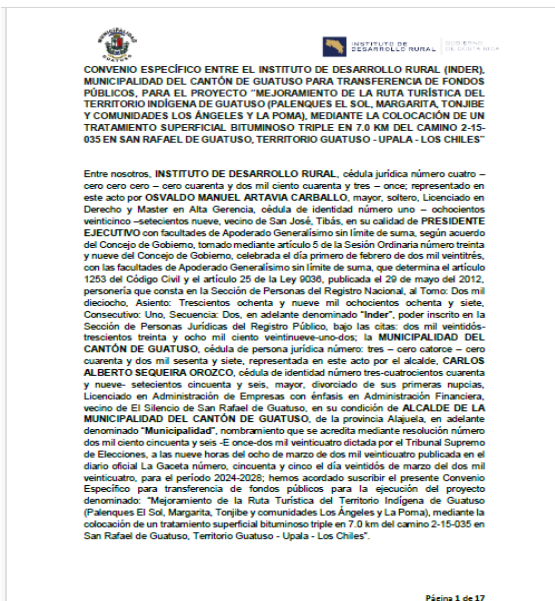 MUNICIPALIDAD
GUATUSO
INSTITUTO DE
DESARROLLO RURAL
GOBIERNO
DE COSTA RICA
CONVENIO ESPECÍFICO ENTRE EL INSTITUTO DE DESARROLLO RURAL (INDER),
MUNICIPALIDAD DEL CANTÓN DE GUATUSO PARA TRANSFERENCIA DE FONDOS
PÚBLICOS, PARA EL PROYECTO "MEJORAMIENTO DE LA RUTA TURÍSTICA DEL
TERRITORIO INDÍGENA DE GUATUSO (PALENQUES EL SOL, MARGARITA, TONJIBE
Y COMUNIDADES LOS ÁNGELES Y LA POMA), MEDIANTE LA COLOCACIÓN DE UN
TRATAMIENTO SUPERFICIAL BITUMINOSO TRIPLE EN 7.0 KM DEL CAMINO 2-15-
035 EN SAN RAFAEL DE GUATUSO, TERRITORIO GUATUSO - UPALA - LOS CHILES"
Entre nosotros, INSTITUTO DE DESARROLLO RURAL, cédula jurídica número cuatro –
cero cero cero – cero cuarenta y dos mil ciento cuarenta y tres – once; representado en
este acto por OSVALDO MANUEL ARTAVIA CARBALLO, mayor, soltero, Licenciado en
Derecho y Master en Alta Gerencia, cédula de identidad número uno – ochocientos
veinticinco –setecientos nueve, vecino de San José, Tibás, en su calidad de PRESIDENTE
EJECUTIVO con facultades de Apoderado Generalísimo sin límite de suma, según acuerdo
del Concejo de Gobierno, tomado mediante artículo 5 de la Sesión Ordinaria número treinta
y nueve del Concejo de Gobierno, celebrada el día primero de febrero de dos mil veintitrés,
con las facultades de Apoderado Generalísimo sin límite de suma, que determina el artículo
1253 del Código Civil y el artículo 25 de la Ley 9036, publicada el 29 de mayo del 2012,
personería que consta en la Sección de Personas del Registro Nacional, al Tomo: Dos mil
dieciocho, Asiento: Trescientos ochenta y nueve mil ochocientos ochenta y siete,
Consecutivo: Uno, Secuencia: Dos, en adelante denominado "Inder", poder inscrito en la
Sección de Personas Jurídicas del Registro Público, bajo las citas: dos mil veintidós-
trescientos treinta y ocho mil ciento veintinueve-uno-dos; la MUNICIPALIDAD DEL
CANTÓN DE GUATUSO, cédula de persona jurídica número: tres – cero catorce – cero
cuarenta y dos mil sesenta y siete, representada en este acto por el alcalde, CARLOS
ALBERTO SEQUEIRA OROZCO, cédula de identidad número tres-cuatrocientos cuarenta
y nueve- setecientos cincuenta y seis, mayor, divorciado de sus primeras nupcias,
Licenciado en Administración de Empresas con énfasis en Administración Financiera,
vecino de El Silencio de San Rafael de Guatuso, en su condición de ALCALDE DE LA
MUNICIPALIDAD DEL CANTÓN DE GUATUSO, de la provincia Alajuela, en adelante
denominado "Municipalidad", nombramiento que se acredita mediante resolución número
dos mil ciento cincuenta y seis -E once-dos mil veinticuatro dictada por el Tribunal Supremo
de Elecciones, a las nueve horas del ocho de marzo de dos mil veinticuatro publicada en el
diario oficial La Gaceta número, cincuenta y cinco el día veintidós de marzo del dos mil
veinticuatro, para el período 2024-2028; hemos acordado suscribir el presente Convenio
Específico para transferencia de fondos públicos para la ejecución del proyecto
denominado: "Mejoramiento de la Ruta Turística del Territorio Indígena de Guatuso
(Palenques El Sol, Margarita, Tonjibe y comunidades Los Ángeles y La Poma), mediante la
colocación de un tratamiento superficial bituminoso triple en 7.0 km del camino 2-15-035 en
San Rafael de Guatuso, Territorio Guatuso - Upala - Los Chiles".
Página 1 de 17